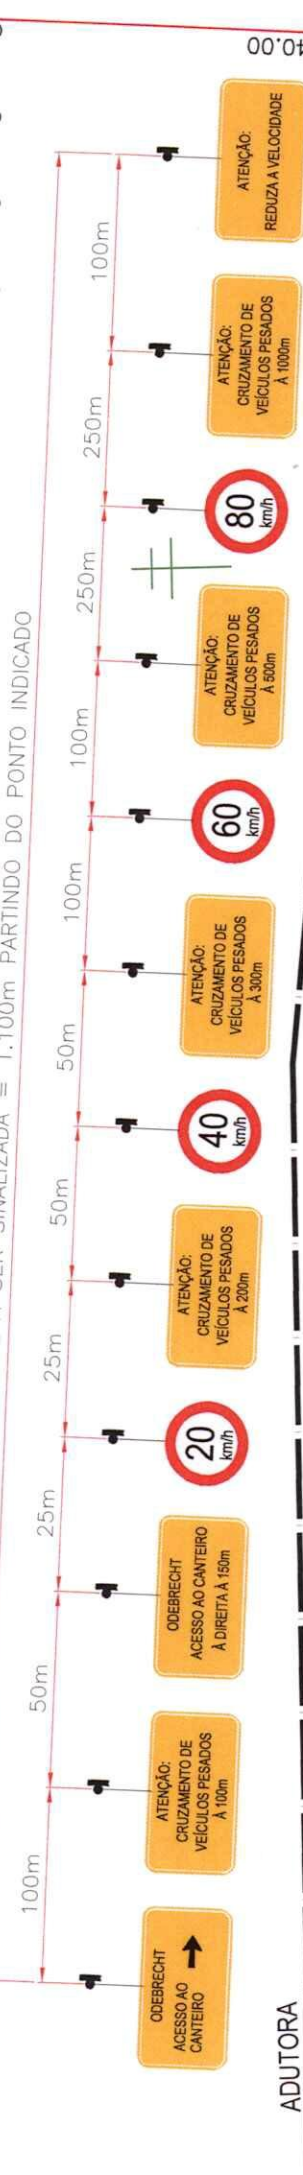 40.00
A SER SINALIZADA = 1.100m PARTINDO DO PONTO INDICADO
100m
50m
25m
25m
50m
50m
100m
100m
250m
250m
100m
ODEBRECHT
ACESSO AO
CANTEIRO
ATENÇÃO:
CRUZAMENTO DE
VEÍCULOS PESADOS
À 100m
ODEBRECHT
ACESSO AO CANTEIRO
À DIREITA À 150m
20
km/h
ATENÇÃO:
CRUZAMENTO DE
VEÍCULOS PESADOS
À 200m
40
km/h
ATENÇÃO:
CRUZAMENTO DE
VEÍCULOS PESADOS
À 300m
60
km/h
ATENÇÃO:
CRUZAMENTO DE
VEÍCULOS PESADOS
À 500m
80
km/h
ATENÇÃO:
CRUZAMENTO DE
VEÍCULOS PESADOS
À 1000m
ATENÇÃO:
REDUZA A VELOCIDADE
ADUTORA